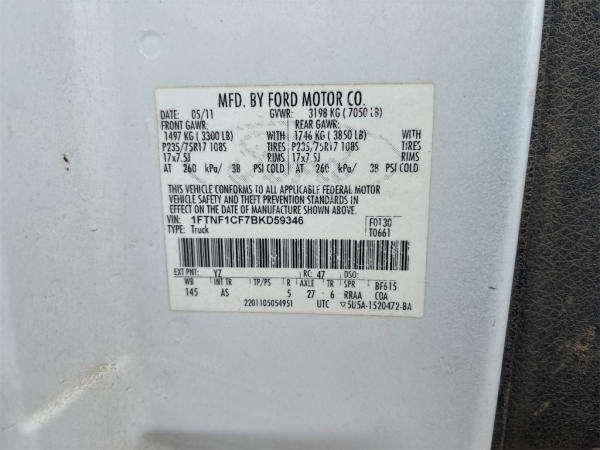 MFD. BY FORD MOTOR CO.
DATE: 05/11 GVWR: 3198 KG (7050 LB)
FRONT GAWR: REAR GAWR:
1497 KG (3300 LB) WITH 1746 KG (3850 LB) WITH
P235/75R17 108S TIRES P235/75R17 108S TIRES
17x7.5J RIMS 17x7.5J RIMS
AT 260 kPa/ 38 PSI COLD AT 260 kPa/ 38 PSI COLD
THIS VEHICLE CONFORMS TO ALL APPLICABLE FEDERAL MOTOR
VEHICLE SAFETY AND THEFT PREVENTION STANDARDS IN
EFFECT ON THE DATE OF MANUFACTURE SHOWN ABOVE.
VIN: 1FTNF1CF7BKD59346 F0130
TYPE: Truck T0661
EXT PNT: YZ RC: 47 DSO:
WB INT TR TP/PS R AXLE TR SPR BF615
145 AS 5 27 6 RRAA COA
2201105054951 UTC ▽5U5A-1520472-BA